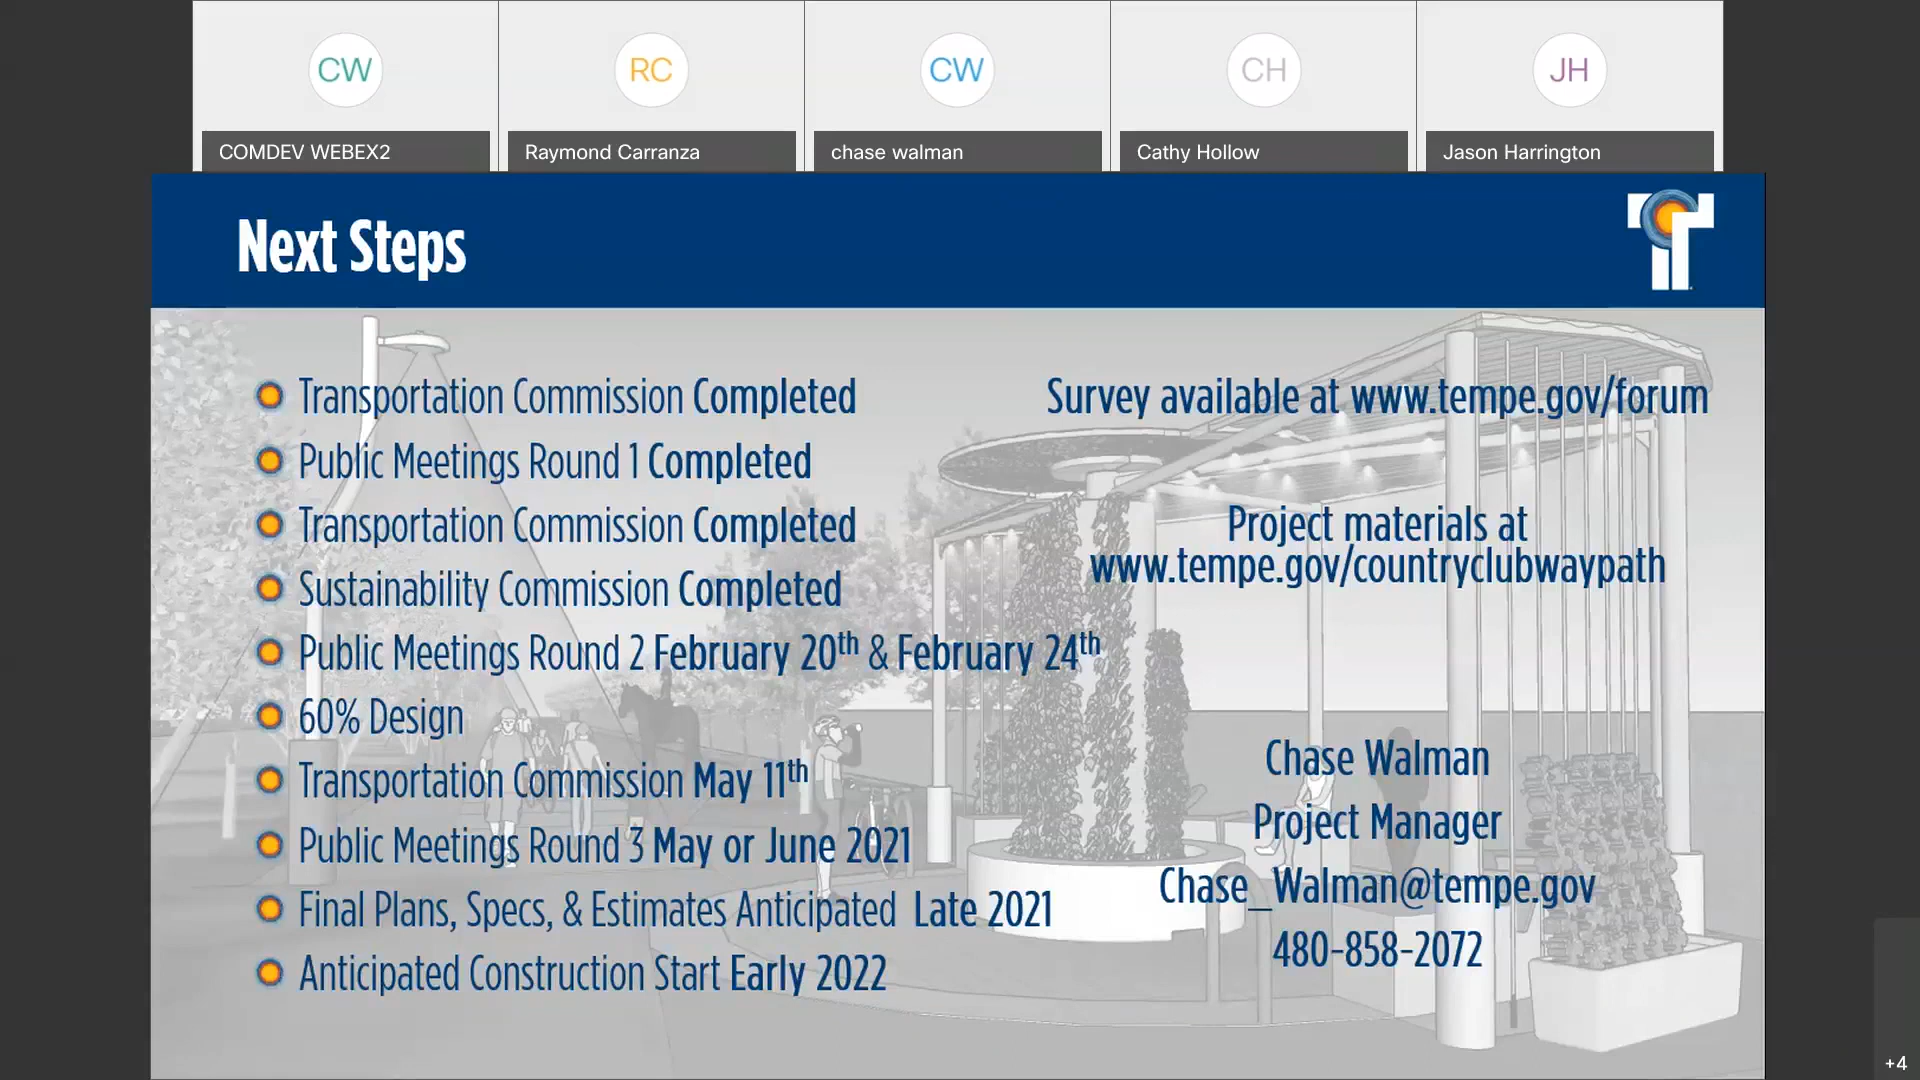 CW
RC
CW
CH
JH
COMDEV WEBEX2
Raymond Carranza
chase walman
Cathy Hollow
Jason Harrington
Next Steps
Transportation Commission Completed
Public Meetings Round 1 Completed
Transportation Commission Completed
Sustainability Commission Completed
Public Meetings Round 2 February 20th & February 24th
60% Design
Transportation Commission May 11th
Public Meetings Round 3 May or June 2021
Final Plans, Specs, & Estimates Anticipated Late 2021
Anticipated Construction Start Early 2022
Survey available at www.tempe.gov/forum
Project materials at
www.tempe.gov/countryclubwaypath
Chase Walman
Project Manager
Chase_Walman@tempe.gov
480-858-2072
+4